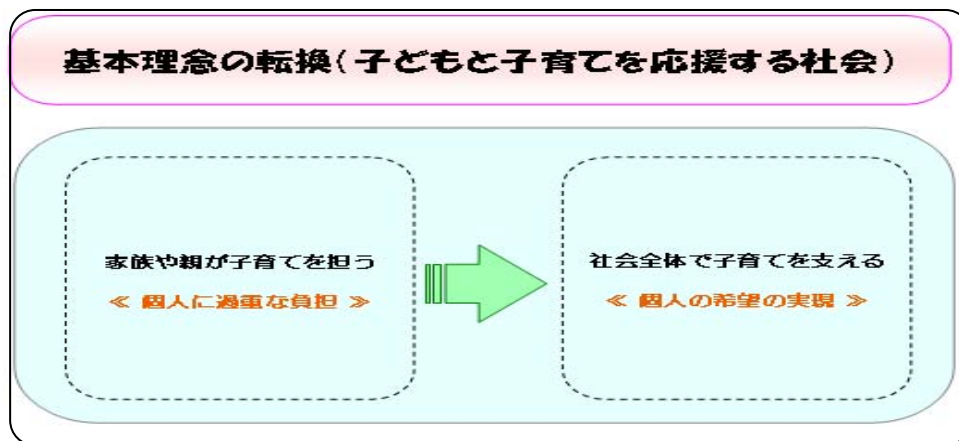 基本理念の転換(子どもと子育てを応援する社会)
家族や親が子育てを担う
≪ 個人に過重な負担 ≫
社会全体で子育てを支える
≪ 個人の希望の実現 ≫